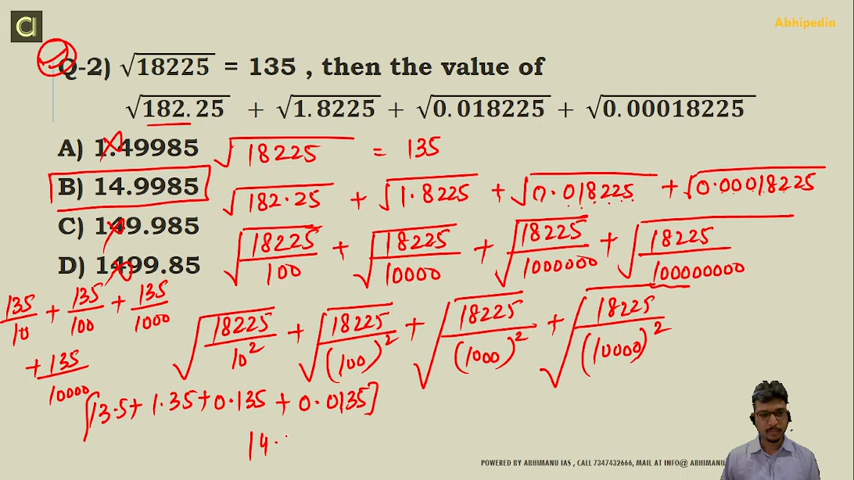 a
Abhipedia
Q-2) √18225 = 135 , then the value of
√182.25 + √1.8225 + √0.018225 + √0.00018225
A) 1.49985
√18225 = 135
B) 14.9985
√182.25 + √1.8225 + √0.018225 + √0.00018225
C) 149.985
√18225/100 + √18225/10000 + √18225/1000000 + √18225/100000000
D) 1499.85
135/10 + 135/100 + 135/1000
+ 135/10000
√18225/10² + √18225/(100)² + √18225/(1000)² + √18225/(10000)²
[13.5 + 1.35 + 0.135 + 0.0135]
14.
POWERED BY ABHIMANU IAS , CALL 7347432666, MAIL AT INFO@ ABHIMANU